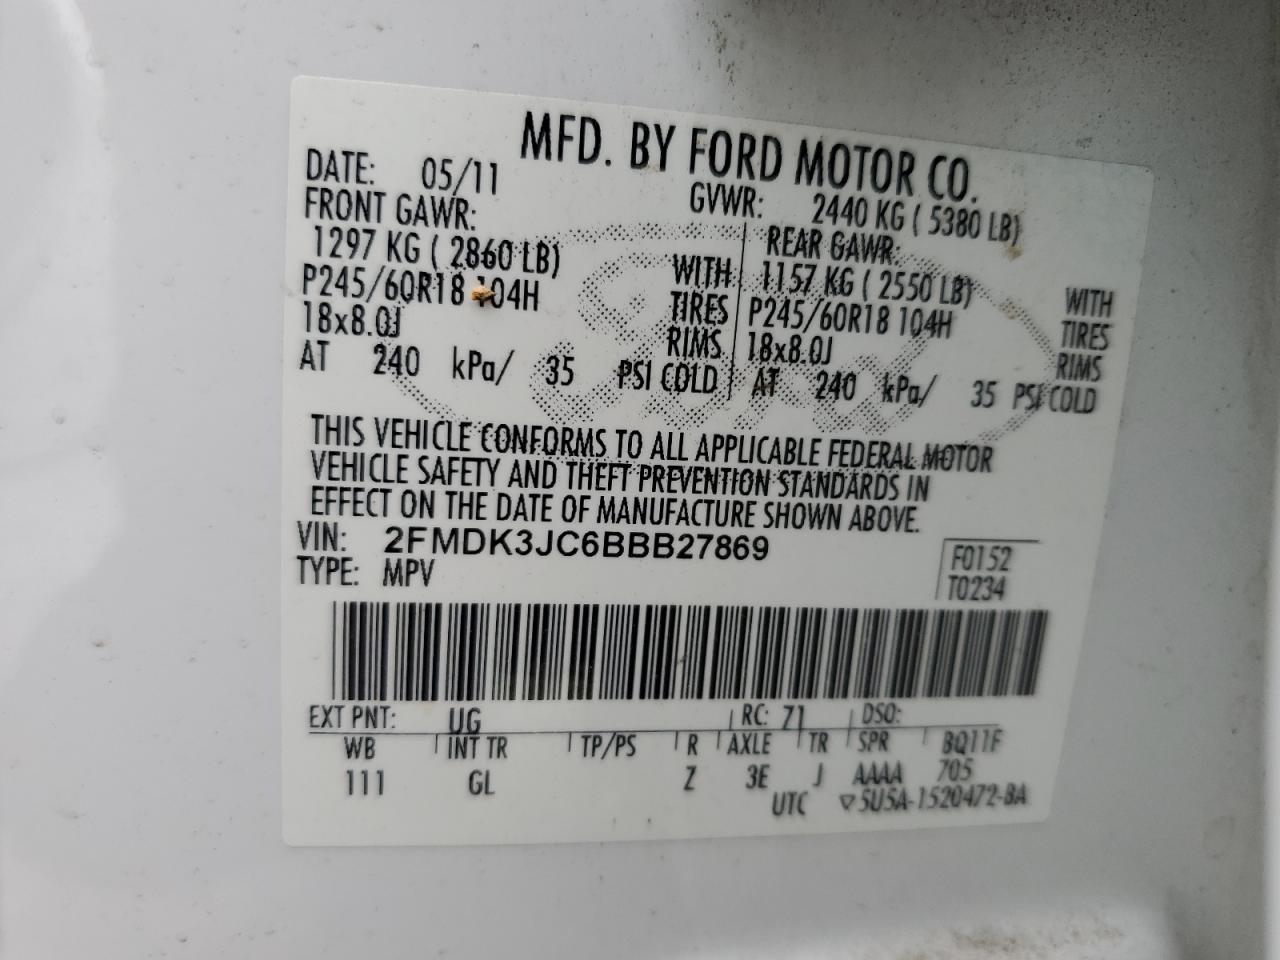 MFD. BY FORD MOTOR CO.
DATE: 05/11 GVWR: 2440 KG ( 5380 LB)
FRONT GAWR: REAR GAWR:
1297 KG ( 2860 LB) WITH 1157 KG ( 2550 LB) WITH
P245/60R18 104H TIRES P245/60R18 104H TIRES
18x8.0J RIMS 18x8.0J RIMS
AT 240 kPa/ 35 PSI COLD AT 240 kPa/ 35 PSI COLD
THIS VEHICLE CONFORMS TO ALL APPLICABLE FEDERAL MOTOR
VEHICLE SAFETY AND THEFT PREVENTION STANDARDS IN
EFFECT ON THE DATE OF MANUFACTURE SHOWN ABOVE.
VIN: 2FMDK3JC6BBB27869 F0152
TYPE: MPV T0234
EXT PNT: UG RC: 71 DSO:
WB INT TR TP/PS R AXLE TR SPR BQ11F
111 GL Z 3E J AAAA 705
UTC ▽5U5A-1520472-BA
Ford